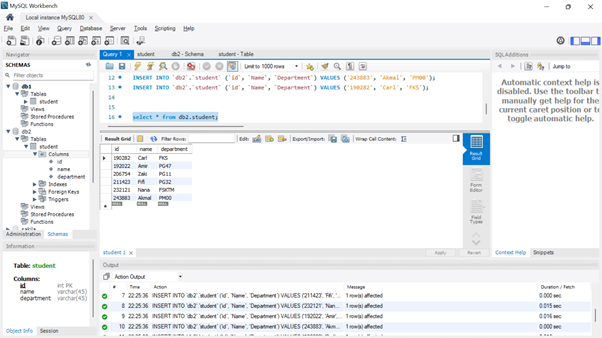 MySQL Workbench
Local instance MySQL80
File Edit View Query Database Server Tools Scripting Help
Navigator
SCHEMAS
Filter objects
db1
Tables
student
Views
Stored Procedures
Functions
db2
Tables
student
Columns
id
name
department
Indexes
Foreign Keys
Triggers
Views
Stored Procedures
Functions
Administration Schemas
Information
Table: student
Columns:
id int PK
name varchar(45)
department varchar(45)
Object Info Session
Query 1 student db2 - Schema student - Table
Limit to 1000 rows
12 INSERT INTO `db2`.`student` (`id`, `Name`, `Department`) VALUES ('243883', 'Akmal', 'PM00');
13 INSERT INTO `db2`.`student` (`id`, `Name`, `Department`) VALUES ('190282', 'Carl', 'FK5');
14
15
16 select * from db2.student;
Result Grid Filter Rows: Edit: Export/Import: Wrap Cell Content:
id name department
190282 Carl FK5
192022 Amir PG47
206754 Zaki PG11
211423 Fifi PG32
232121 Nana FSKTM
243883 Akmal PM00
NULL NULL NULL
Result Grid
Form Editor
Field Types
student 1 Apply Revert
SQL Additions
Jump to
Automatic context help is
disabled. Use the toolbar to
manually get help for the
current caret position or to
toggle automatic help.
Context Help Snippets
Output
Action Output
# Time Action Message Duration / Fetch
7 22:25:36 INSERT INTO `db2`.`student` (`id`, `Name`, `Department`) VALUES ('211423', 'Fifi', '... 1 row(s) affected 0.000 sec
8 22:25:36 INSERT INTO `db2`.`student` (`id`, `Name`, `Department`) VALUES ('232121', 'Nan... 1 row(s) affected 0.015 sec
9 22:25:36 INSERT INTO `db2`.`student` (`id`, `Name`, `Department`) VALUES ('192022', 'Amir',... 1 row(s) affected 0.016 sec
10 22:25:36 INSERT INTO `db2`.`student` (`id`, `Name`, `Department`) VALUES ('243883', 'Akma... 1 row(s) affected 0.000 sec